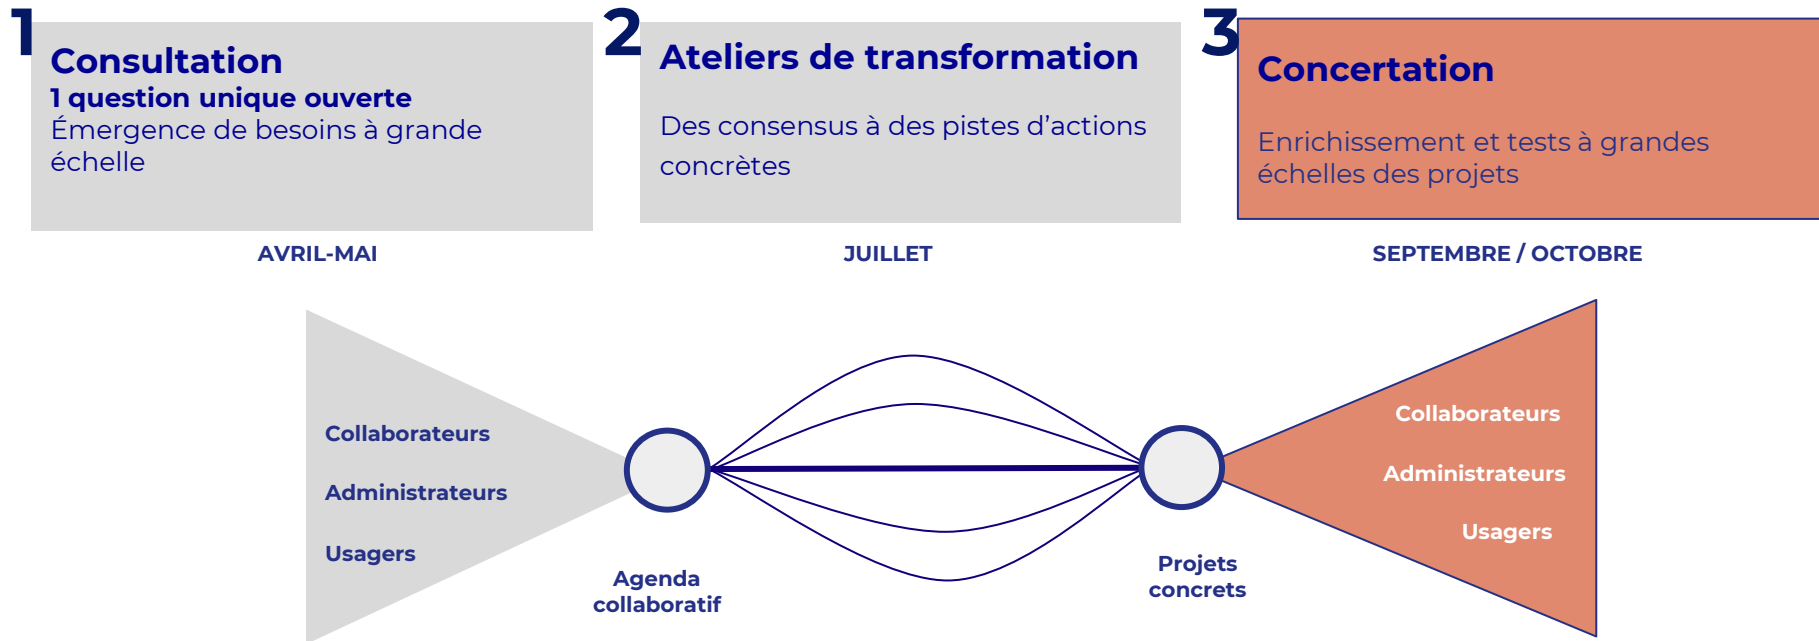 1
Consultation
1 question unique ouverte
Émergence de besoins à grande
échelle
2
Ateliers de transformation
Des consensus à des pistes d’actions
concrètes
3
Concertation
Enrichissement et tests à grandes
échelles des projets
AVRIL-MAI
JUILLET
SEPTEMBRE / OCTOBRE
Collaborateurs
Administrateurs
Usagers
Agenda
collaboratif
Projets
concrets
Collaborateurs
Administrateurs
Usagers